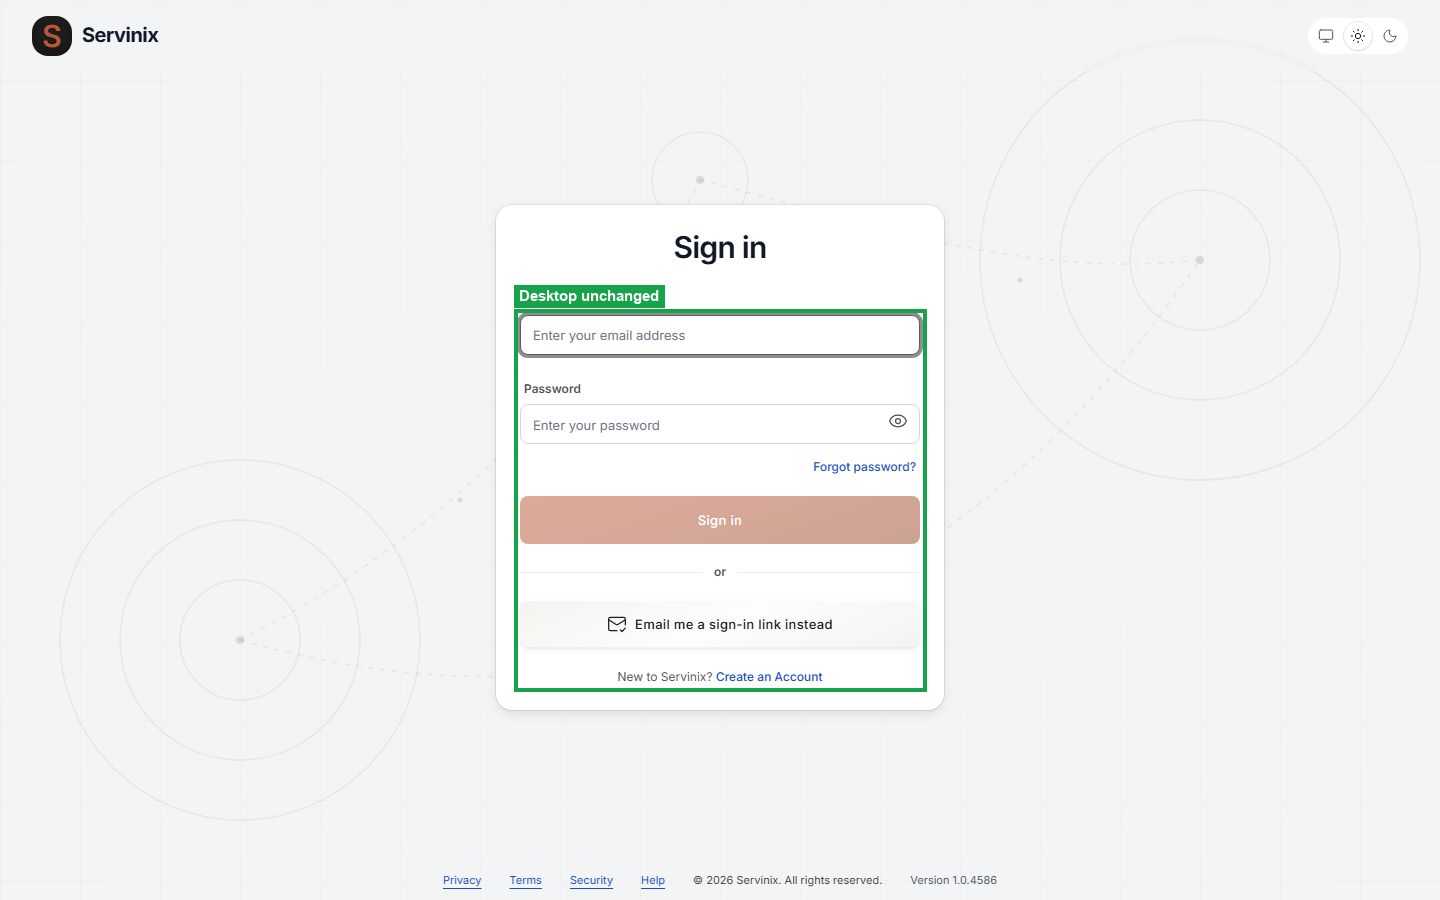 S Servinix
Sign in
Desktop unchanged
Enter your email address
Password
Enter your password
Forgot password?
Sign in
or
Email me a sign-in link instead
New to Servinix? Create an Account
Privacy Terms Security Help © 2026 Servinix. All rights reserved. Version 1.0.4586